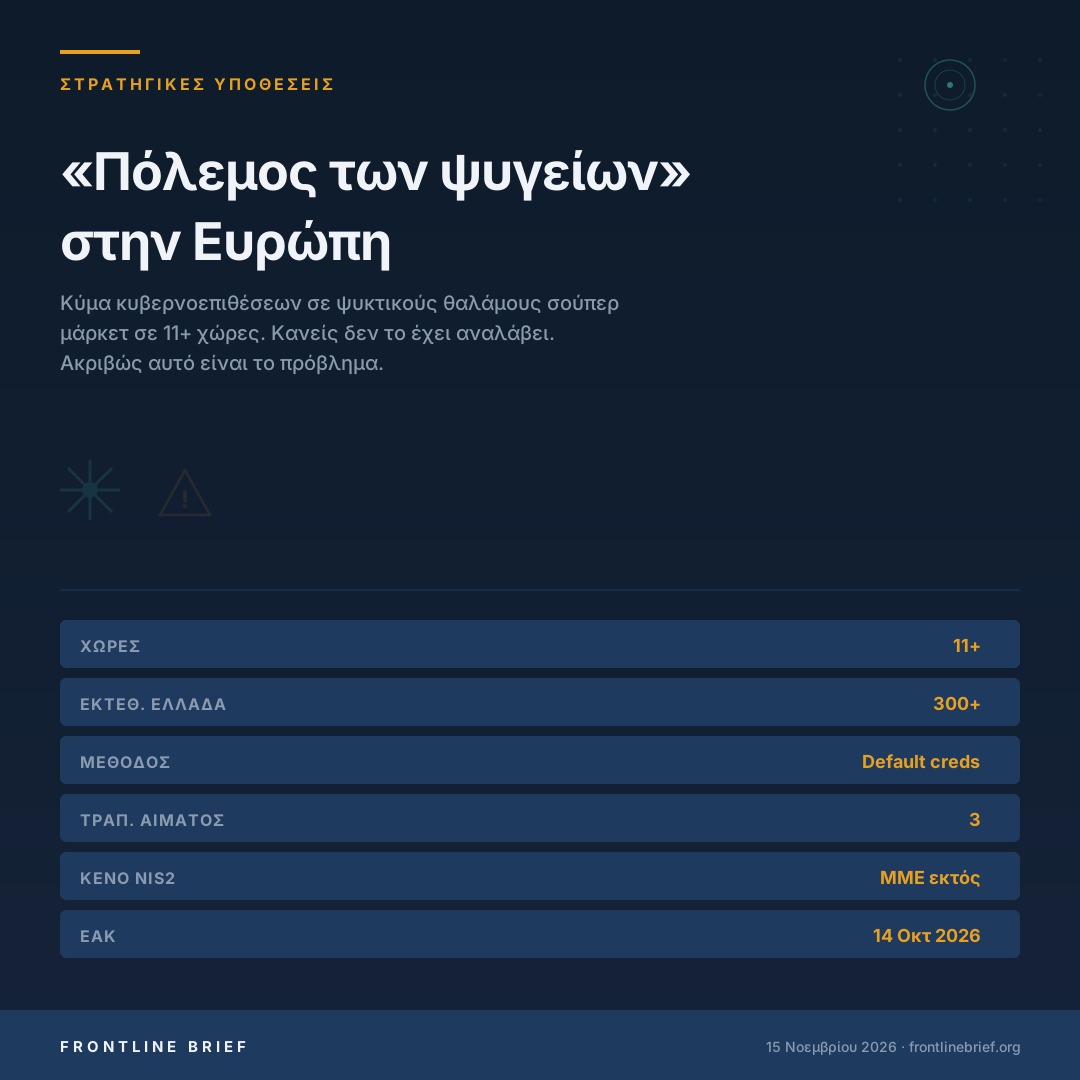 ΣΤΡΑΤΗΓΙΚΕΣ ΥΠΟΘΕΣΕΙΣ
«Πόλεμος των ψυγείων»
στην Ευρώπη
Κύμα κυβερνοεπιθέσεων σε ψυκτικούς θαλάμους σούπερ
μάρκετ σε 11+ χώρες. Κανείς δεν το έχει αναλάβει.
Ακριβώς αυτό είναι το πρόβλημα.
ΧΩΡΕΣ 11+
ΕΚΤΕΘ. ΕΛΛΑΔΑ 300+
ΜΕΘΟΔΟΣ Default creds
ΤΡΑΠ. ΑΙΜΑΤΟΣ 3
ΚΕΝΟ NIS2 ΜΜΕ εκτός
ΕΑΚ 14 Οκτ 2026
FRONTLINE BRIEF
15 Νοεμβρίου 2026 · frontlinebrief.org